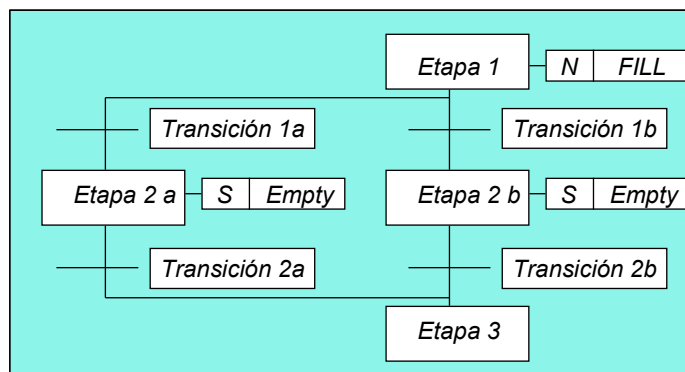 Etapa 1
N FILL
Transición 1a
Transición 1b
Etapa 2 a
S Empty
Etapa 2 b
S Empty
Transición 2a
Transición 2b
Etapa 3